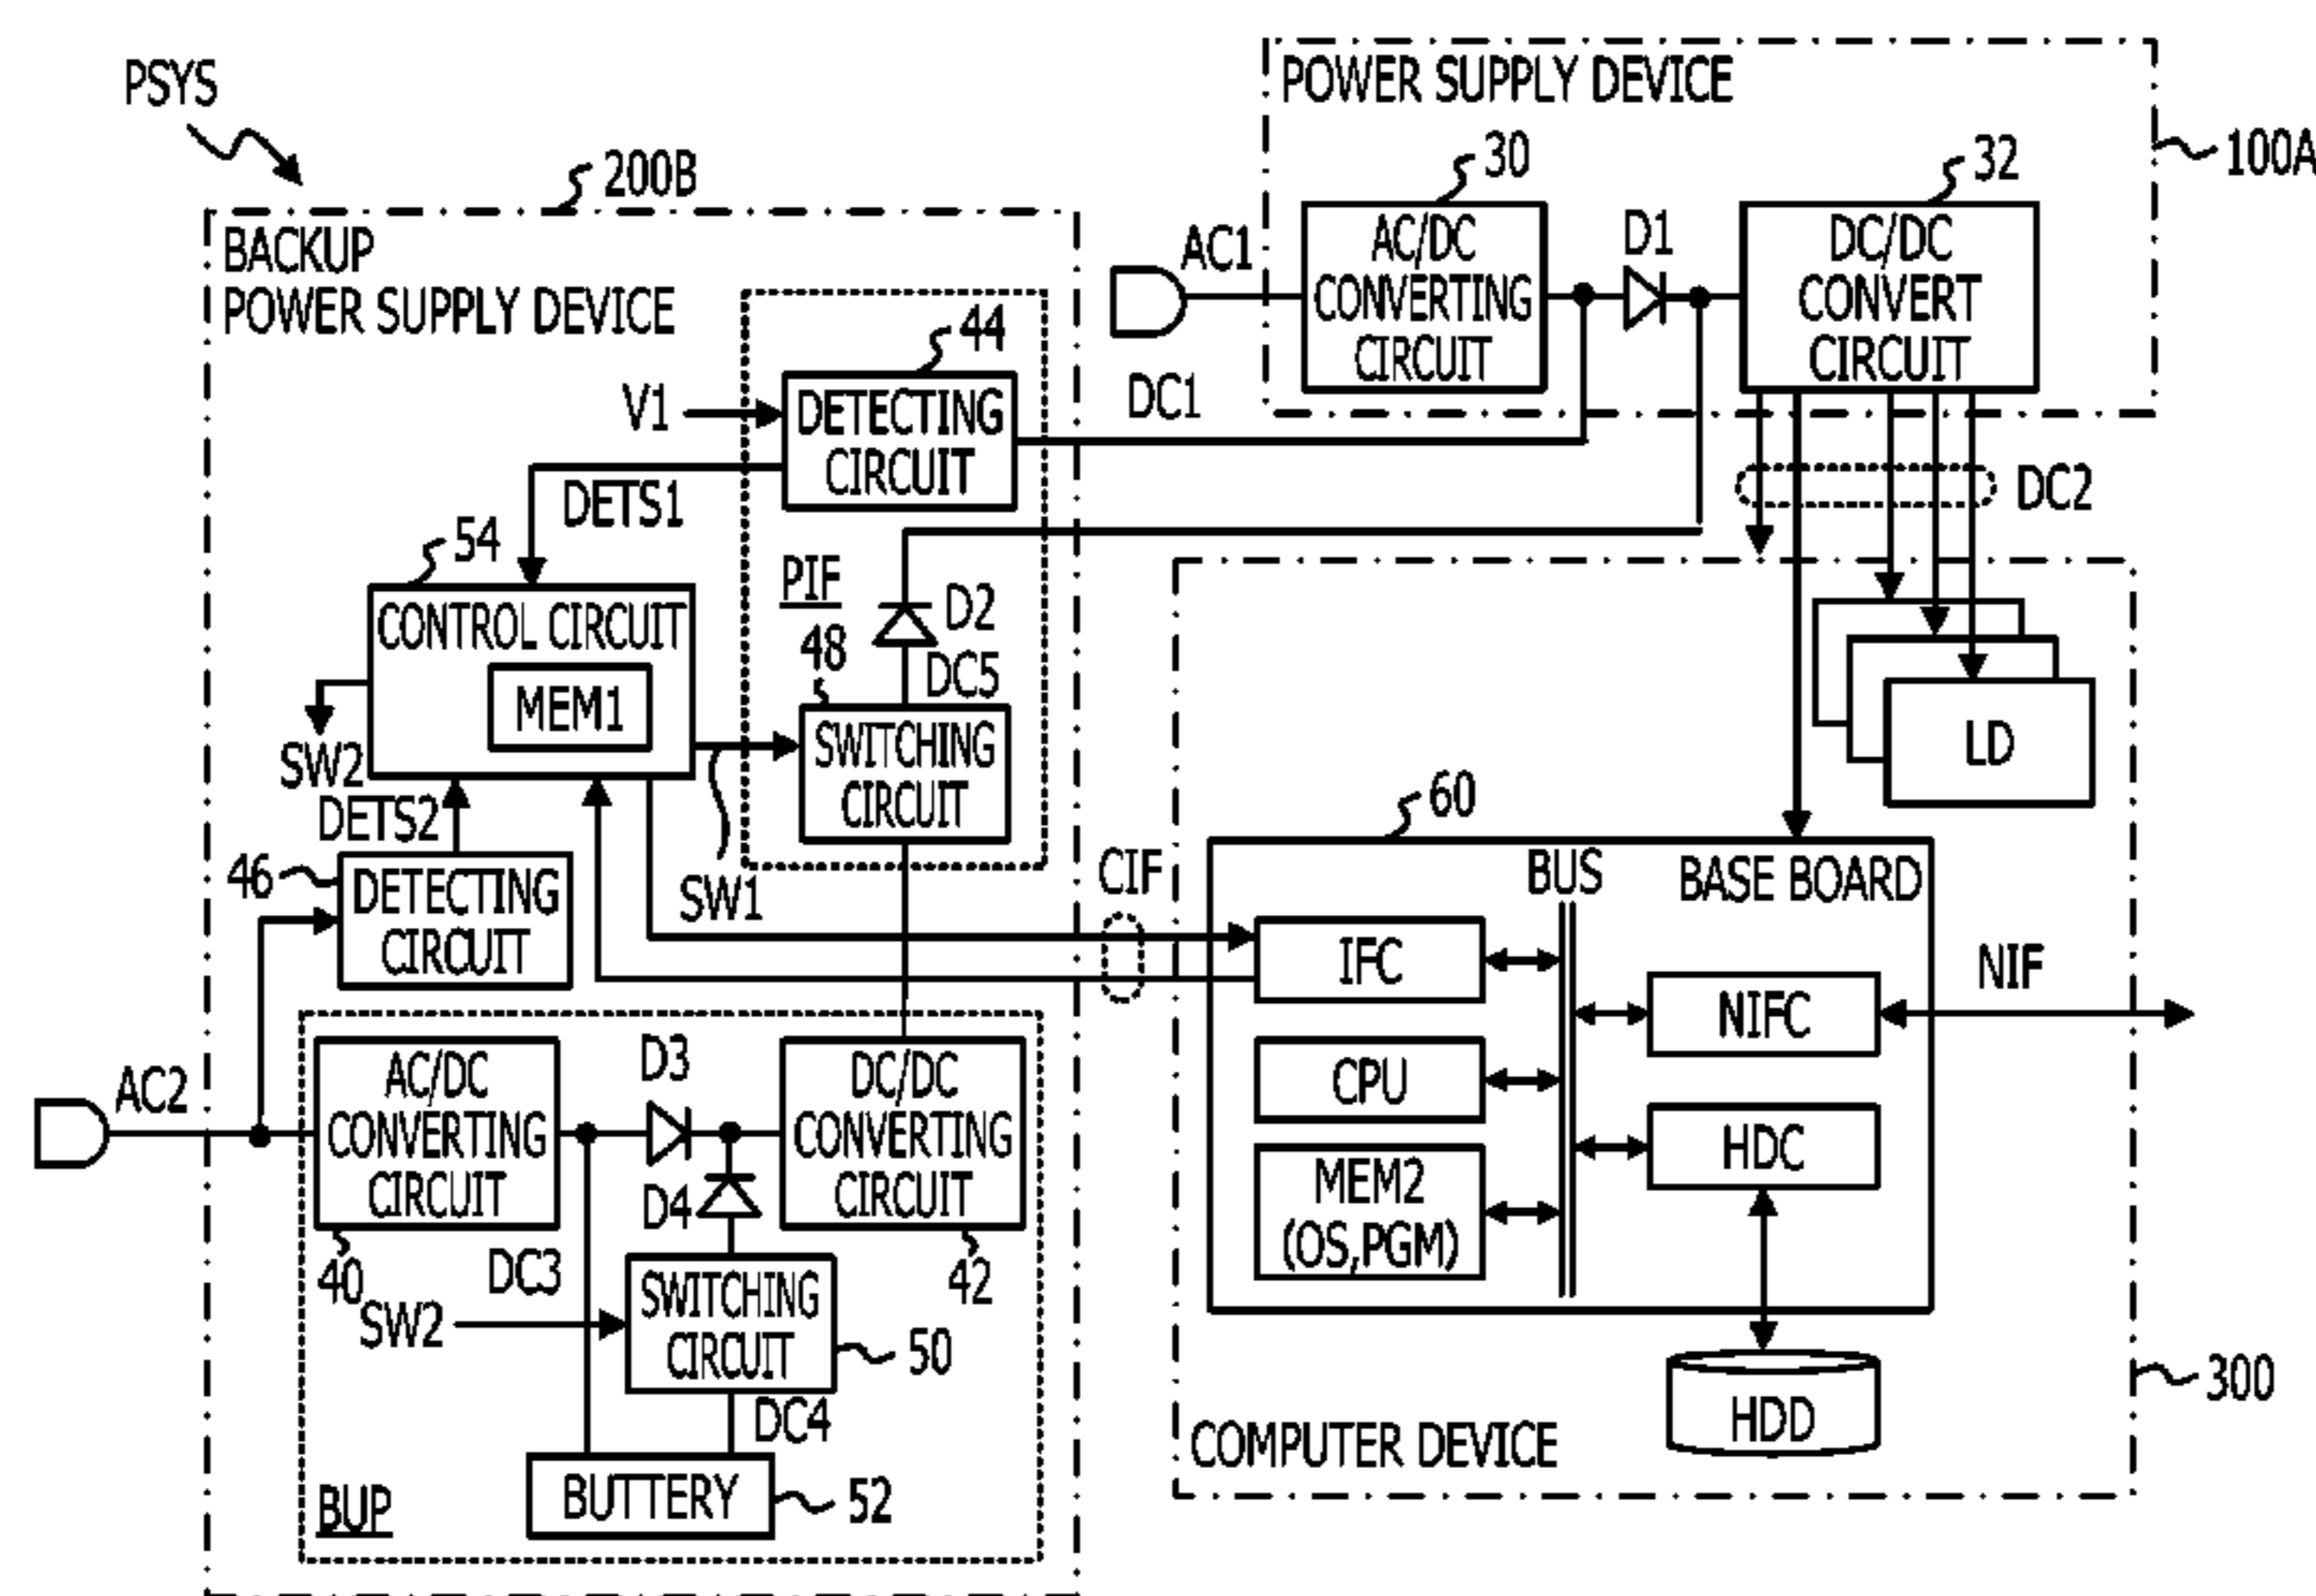 PSYS
200B
BACKUP
POWER SUPPLY DEVICE
POWER SUPPLY DEVICE
100A
30
AC/DC
CONVERTING
CIRCUIT
AC1
D1
32
DC/DC
CONVERT
CIRCUIT
DC1
DC2
44
DETECTING
CIRCUIT
V1
DETS1
54
CONTROL CIRCUIT
MEM1
SW2
DETS2
PIF
48
D2
DC5
SWITCHING
CIRCUIT
SW1
46
DETECTING
CIRCUIT
LD
60
CIF
BUS
BASE BOARD
IFC
NIFC
NIF
CPU
HDC
MEM2
(OS,PGM)
HDD
300
COMPUTER DEVICE
AC2
AC/DC
CONVERTING
CIRCUIT
40
D3
D4
DC/DC
CONVERTING
CIRCUIT
42
DC3
SW2
SWITCHING
CIRCUIT
50
DC4
BUTTERY
52
BUP